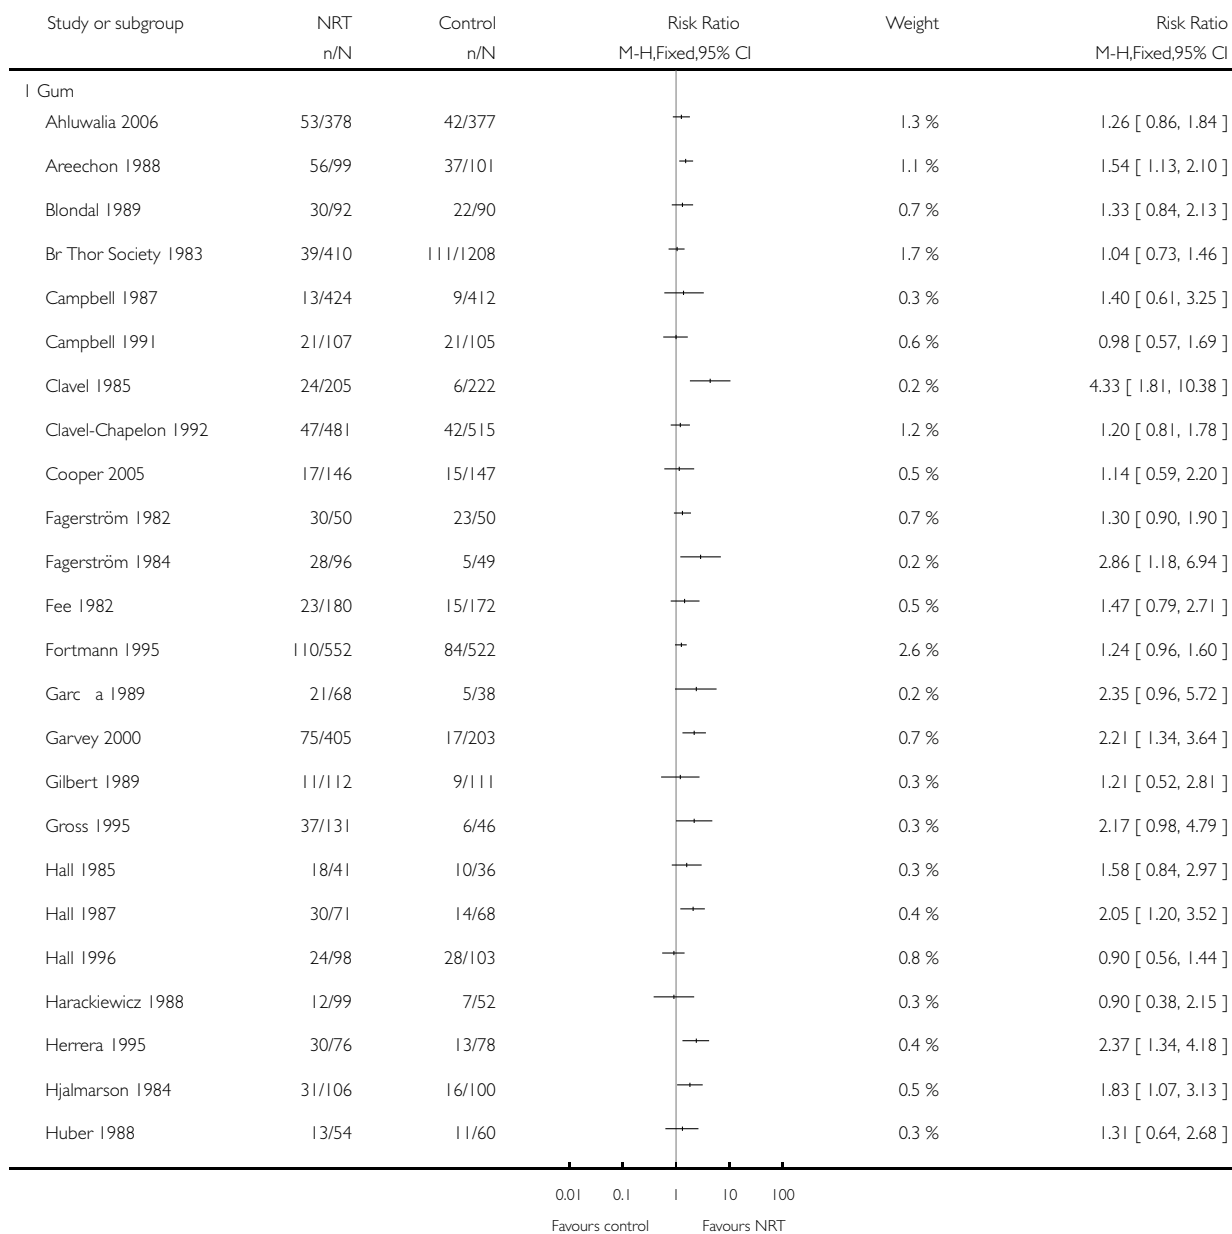 Study or subgroup NRT Control Risk Ratio Weight Risk Ratio
n/N n/N M-H,Fixed,95% CI M-H,Fixed,95% CI
1 Gum
Ahluwalia 2006 53/378 42/377 1.3 % 1.26 [ 0.86, 1.84 ]
Areechon 1988 56/99 37/101 1.1 % 1.54 [ 1.13, 2.10 ]
Blondal 1989 30/92 22/90 0.7 % 1.33 [ 0.84, 2.13 ]
Br Thor Society 1983 39/410 111/1208 1.7 % 1.04 [ 0.73, 1.46 ]
Campbell 1987 13/424 9/412 0.3 % 1.40 [ 0.61, 3.25 ]
Campbell 1991 21/107 21/105 0.6 % 0.98 [ 0.57, 1.69 ]
Clavel 1985 24/205 6/222 0.2 % 4.33 [ 1.81, 10.38 ]
Clavel-Chapelon 1992 47/481 42/515 1.2 % 1.20 [ 0.81, 1.78 ]
Cooper 2005 17/146 15/147 0.5 % 1.14 [ 0.59, 2.20 ]
Fagerström 1982 30/50 23/50 0.7 % 1.30 [ 0.90, 1.90 ]
Fagerström 1984 28/96 5/49 0.2 % 2.86 [ 1.18, 6.94 ]
Fee 1982 23/180 15/172 0.5 % 1.47 [ 0.79, 2.71 ]
Fortmann 1995 110/552 84/522 2.6 % 1.24 [ 0.96, 1.60 ]
Garc a 1989 21/68 5/38 0.2 % 2.35 [ 0.96, 5.72 ]
Garvey 2000 75/405 17/203 0.7 % 2.21 [ 1.34, 3.64 ]
Gilbert 1989 11/112 9/111 0.3 % 1.21 [ 0.52, 2.81 ]
Gross 1995 37/131 6/46 0.3 % 2.17 [ 0.98, 4.79 ]
Hall 1985 18/41 10/36 0.3 % 1.58 [ 0.84, 2.97 ]
Hall 1987 30/71 14/68 0.4 % 2.05 [ 1.20, 3.52 ]
Hall 1996 24/98 28/103 0.8 % 0.90 [ 0.56, 1.44 ]
Harackiewicz 1988 12/99 7/52 0.3 % 0.90 [ 0.38, 2.15 ]
Herrera 1995 30/76 13/78 0.4 % 2.37 [ 1.34, 4.18 ]
Hjalmarson 1984 31/106 16/100 0.5 % 1.83 [ 1.07, 3.13 ]
Huber 1988 13/54 11/60 0.3 % 1.31 [ 0.64, 2.68 ]
0.01 0.1 1 10 100
Favours control Favours NRT